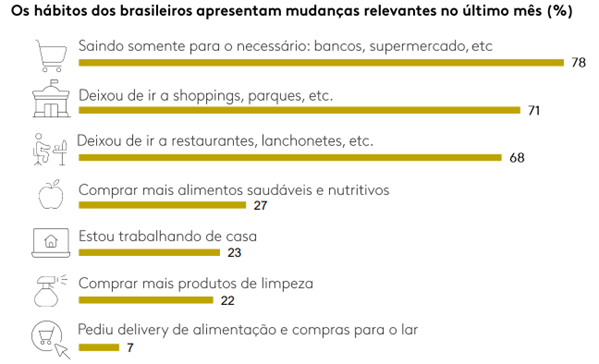 Os hábitos dos brasileiros apresentam mudanças relevantes no último mês (%)
Saindo somente para o necessário: bancos, supermercado, etc
78
Deixou de ir a shoppings, parques, etc.
71
Deixou de ir a restaurantes, lanchonetes, etc.
68
Comprar mais alimentos saudáveis e nutritivos
27
Estou trabalhando de casa
23
Comprar mais produtos de limpeza
22
Pediu delivery de alimentação e compras para o lar
7